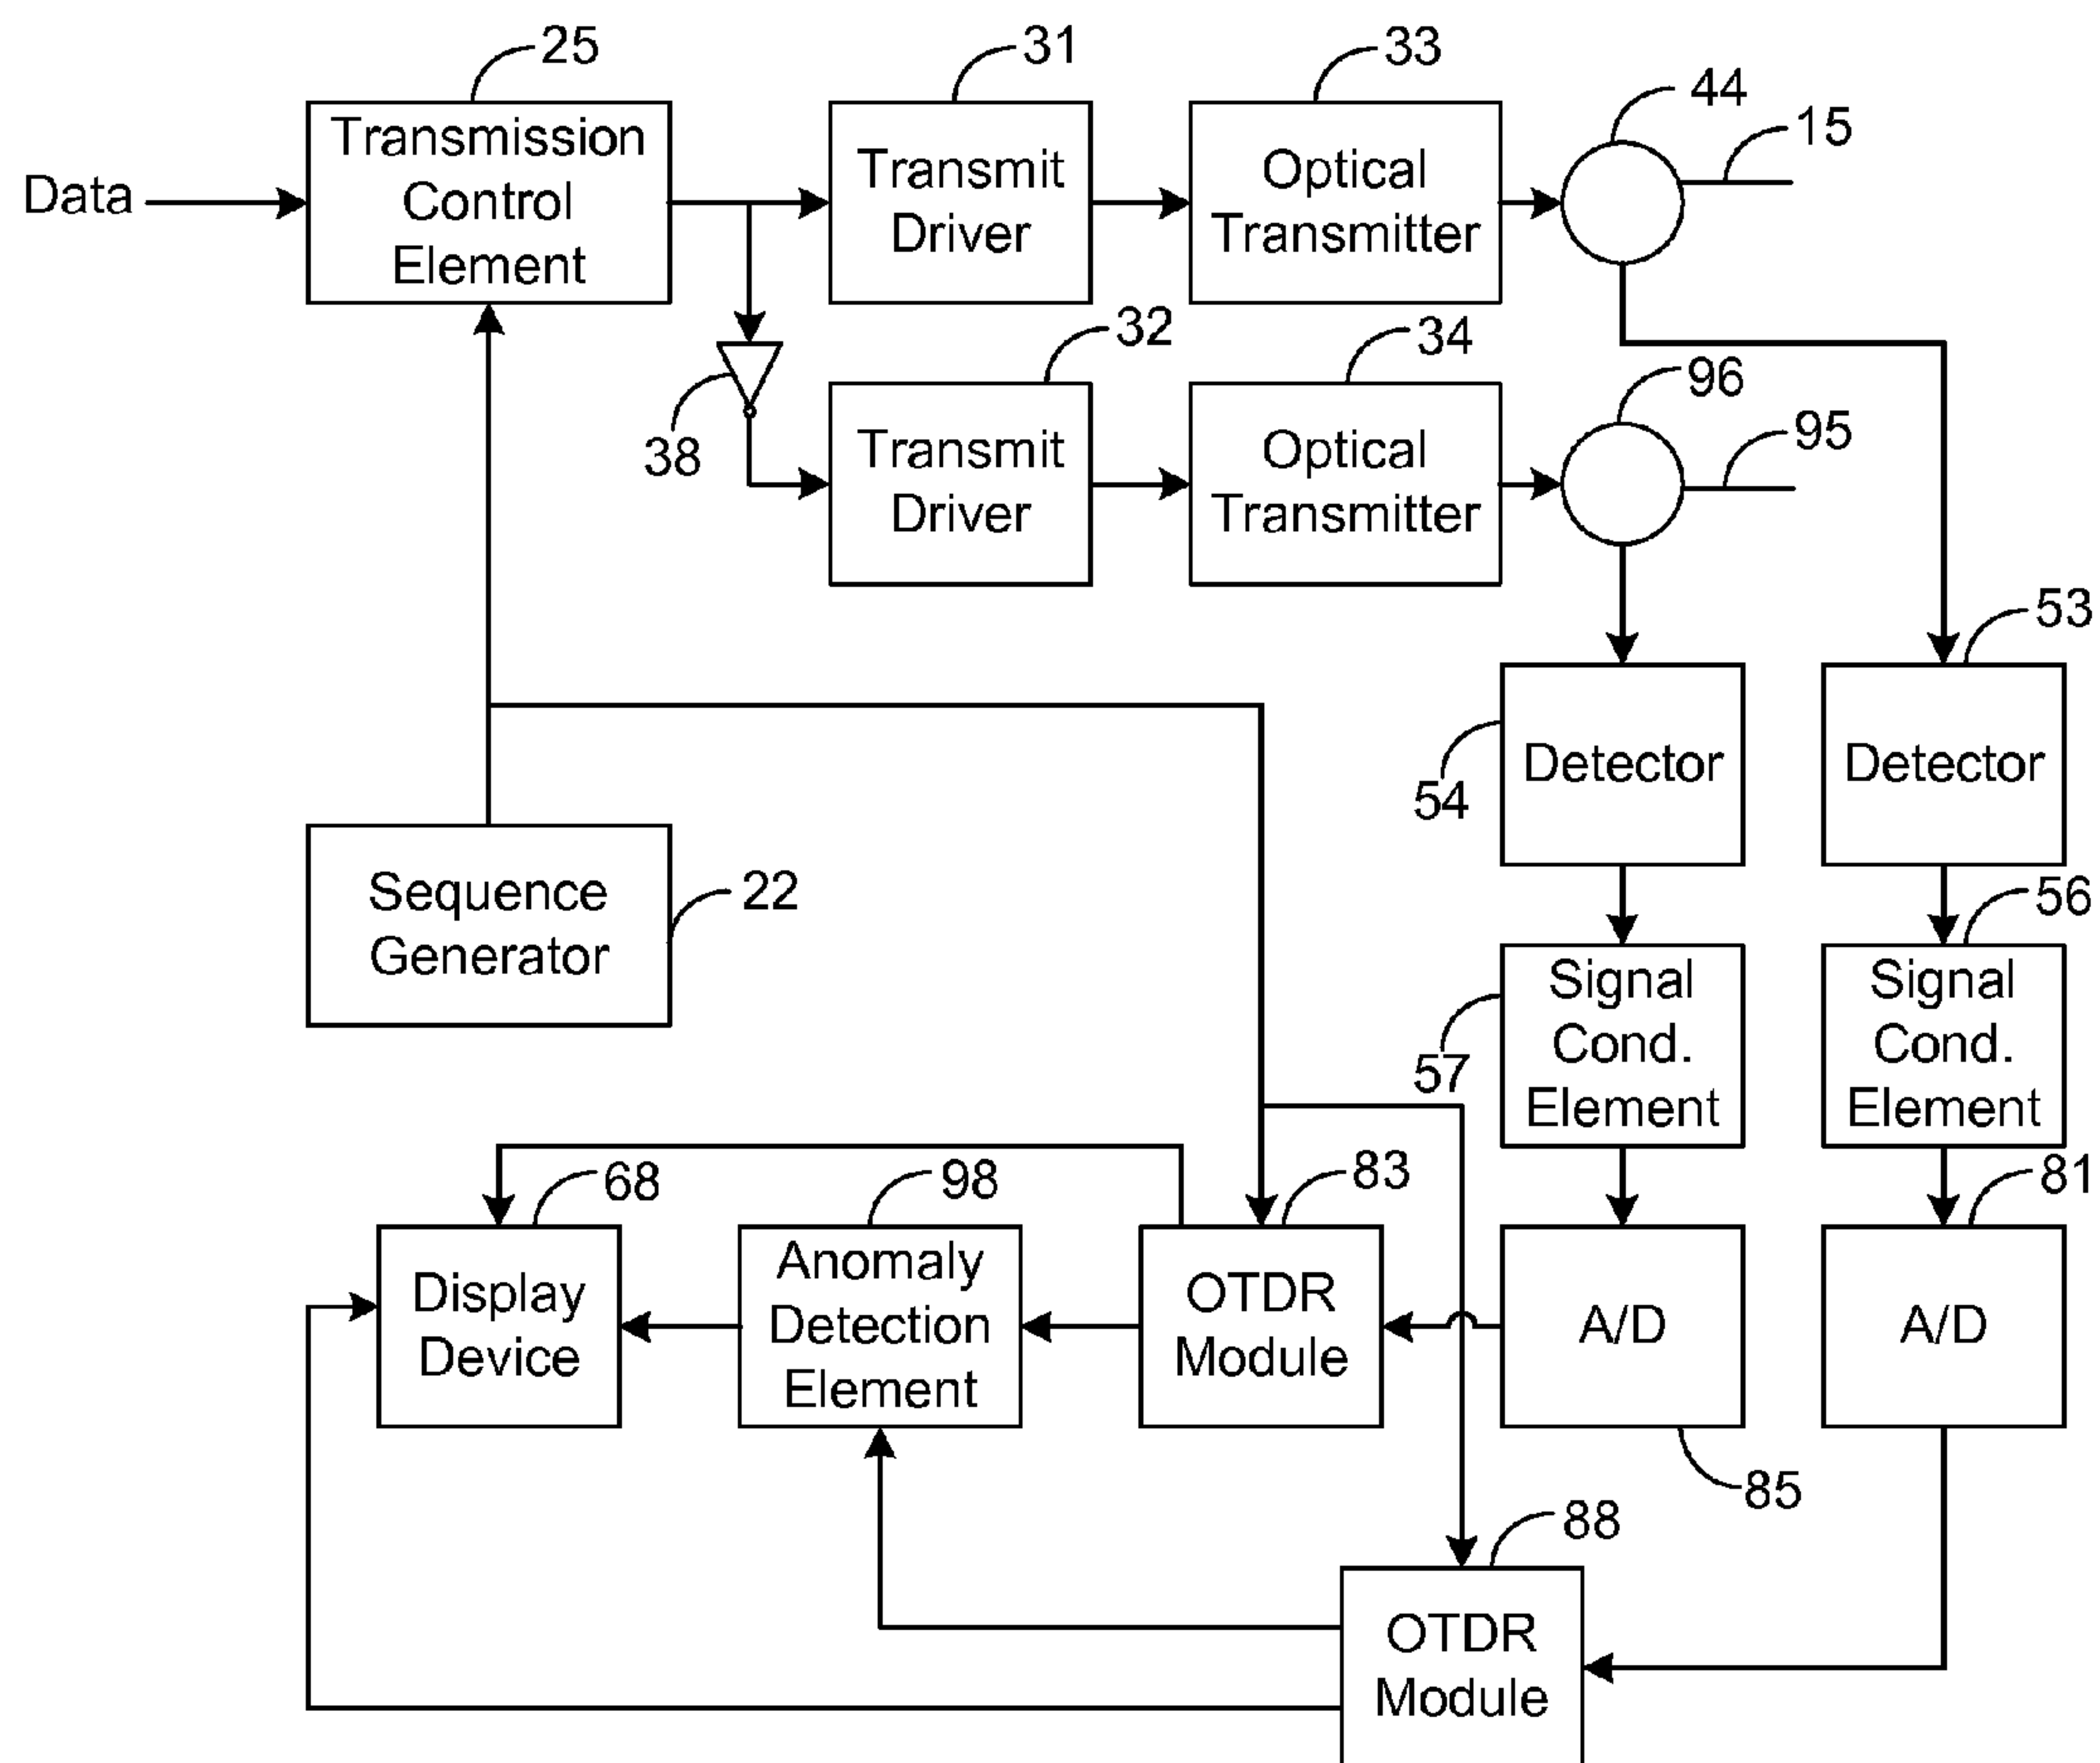 25
31
33
44
15
Data
Transmission
Control
Element
Transmit
Driver
Optical
Transmitter
32
34
96
95
38
Transmit
Driver
Optical
Transmitter
53
54
Detector
Detector
Sequence
Generator
22
56
57
Signal
Cond.
Element
Signal
Cond.
Element
68
98
83
81
Display
Device
Anomaly
Detection
Element
OTDR
Module
A/D
A/D
85
88
OTDR
Module